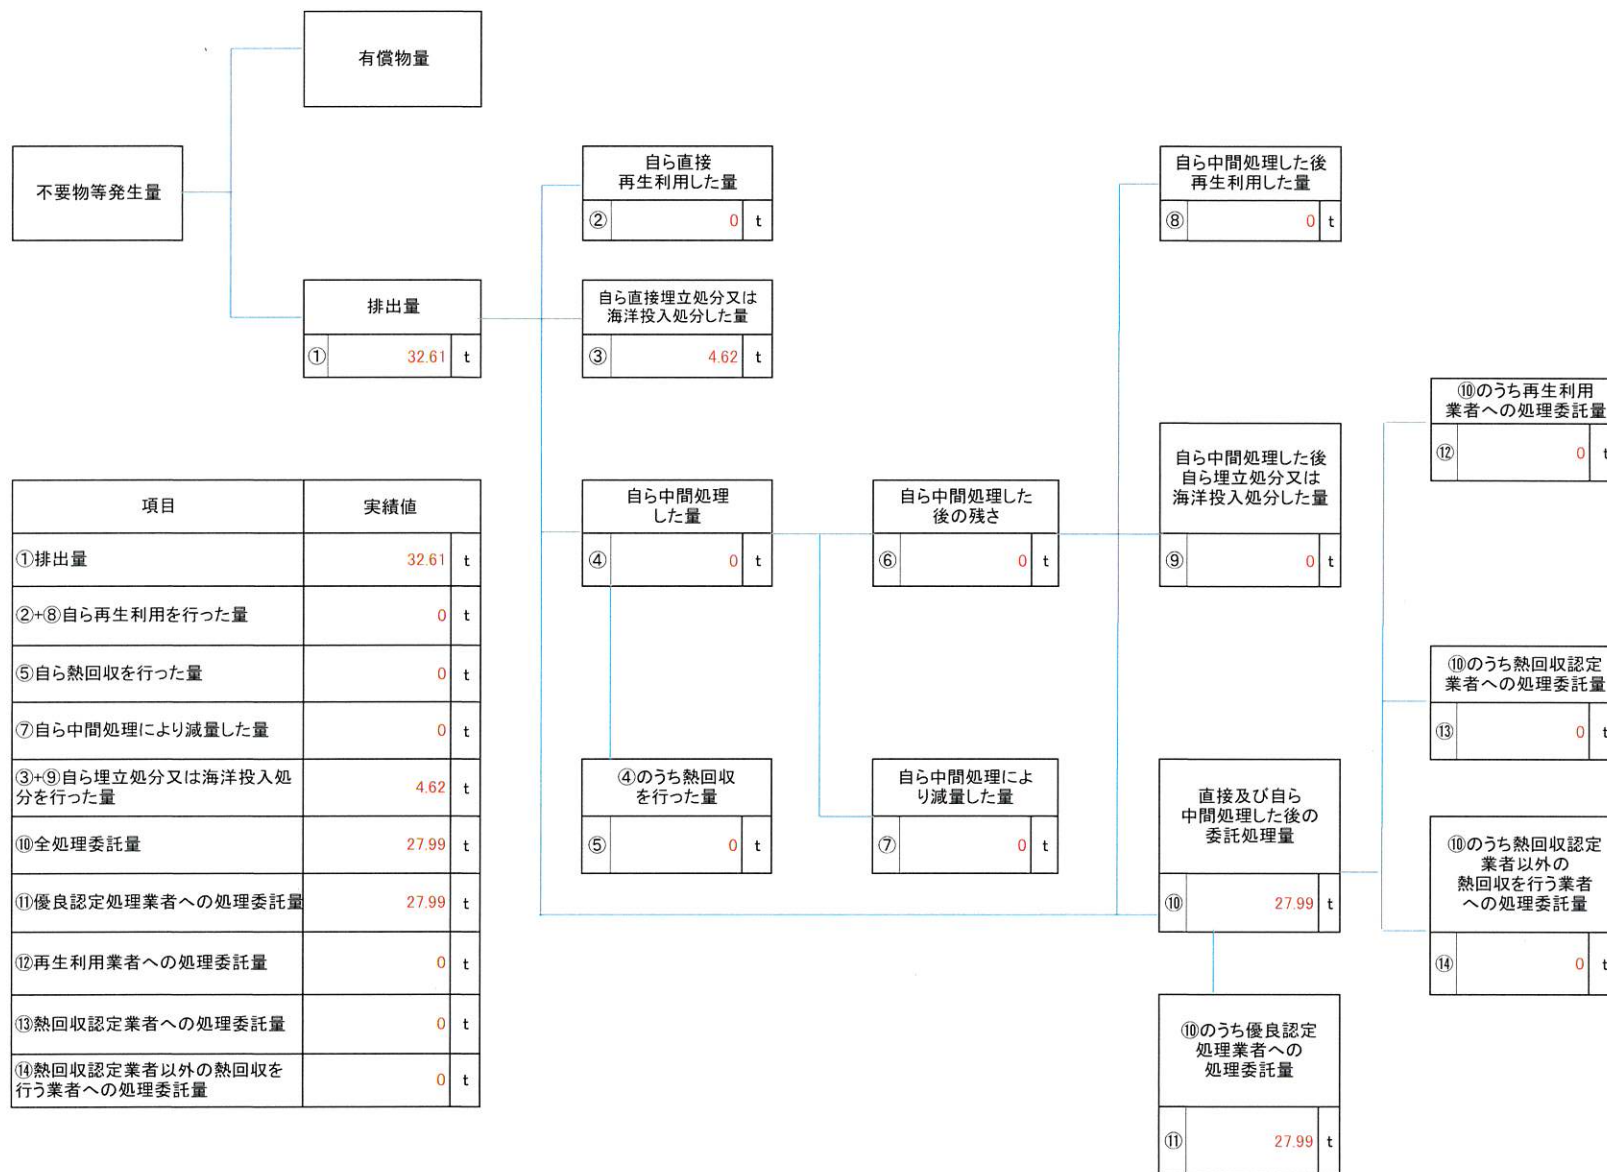 有償物量
不要物等発生量
排出量
① 32.61 t
自ら直接
再生利用した量
② 0 t
自ら直接埋立処分又は
海洋投入処分した量
③ 4.62 t
自ら中間処理
した量
④ 0 t
④のうち熱回収
を行った量
⑤ 0 t
自ら中間処理した
後の残さ
⑥ 0 t
自ら中間処理によ
り減量した量
⑦ 0 t
自ら中間処理した後
再生利用した量
⑧ 0 t
自ら中間処理した後
自ら埋立処分又は
海洋投入処分した量
⑨ 0 t
直接及び自ら
中間処理した後の
委託処理量
⑩ 27.99 t
⑩のうち優良認定
処理業者への
処理委託量
⑪ 27.99 t
⑩のうち再生利用
業者への処理委託量
⑫ 0 t
⑩のうち熱回収認定
業者への処理委託量
⑬ 0 t
⑩のうち熱回収認定
業者以外の
熱回収を行う業者
への処理委託量
⑭ 0 t
項目 実績値
①排出量 32.61 t
②+⑧自ら再生利用を行った量 0 t
⑤自ら熱回収を行った量 0 t
⑦自ら中間処理により減量した量 0 t
③+⑨自ら埋立処分又は海洋投入処
分を行った量 4.62 t
⑩全処理委託量 27.99 t
⑪優良認定処理業者への処理委託量 27.99 t
⑫再生利用業者への処理委託量 0 t
⑬熱回収認定業者への処理委託量 0 t
⑭熱回収認定業者以外の熱回収を
行う業者への処理委託量 0 t